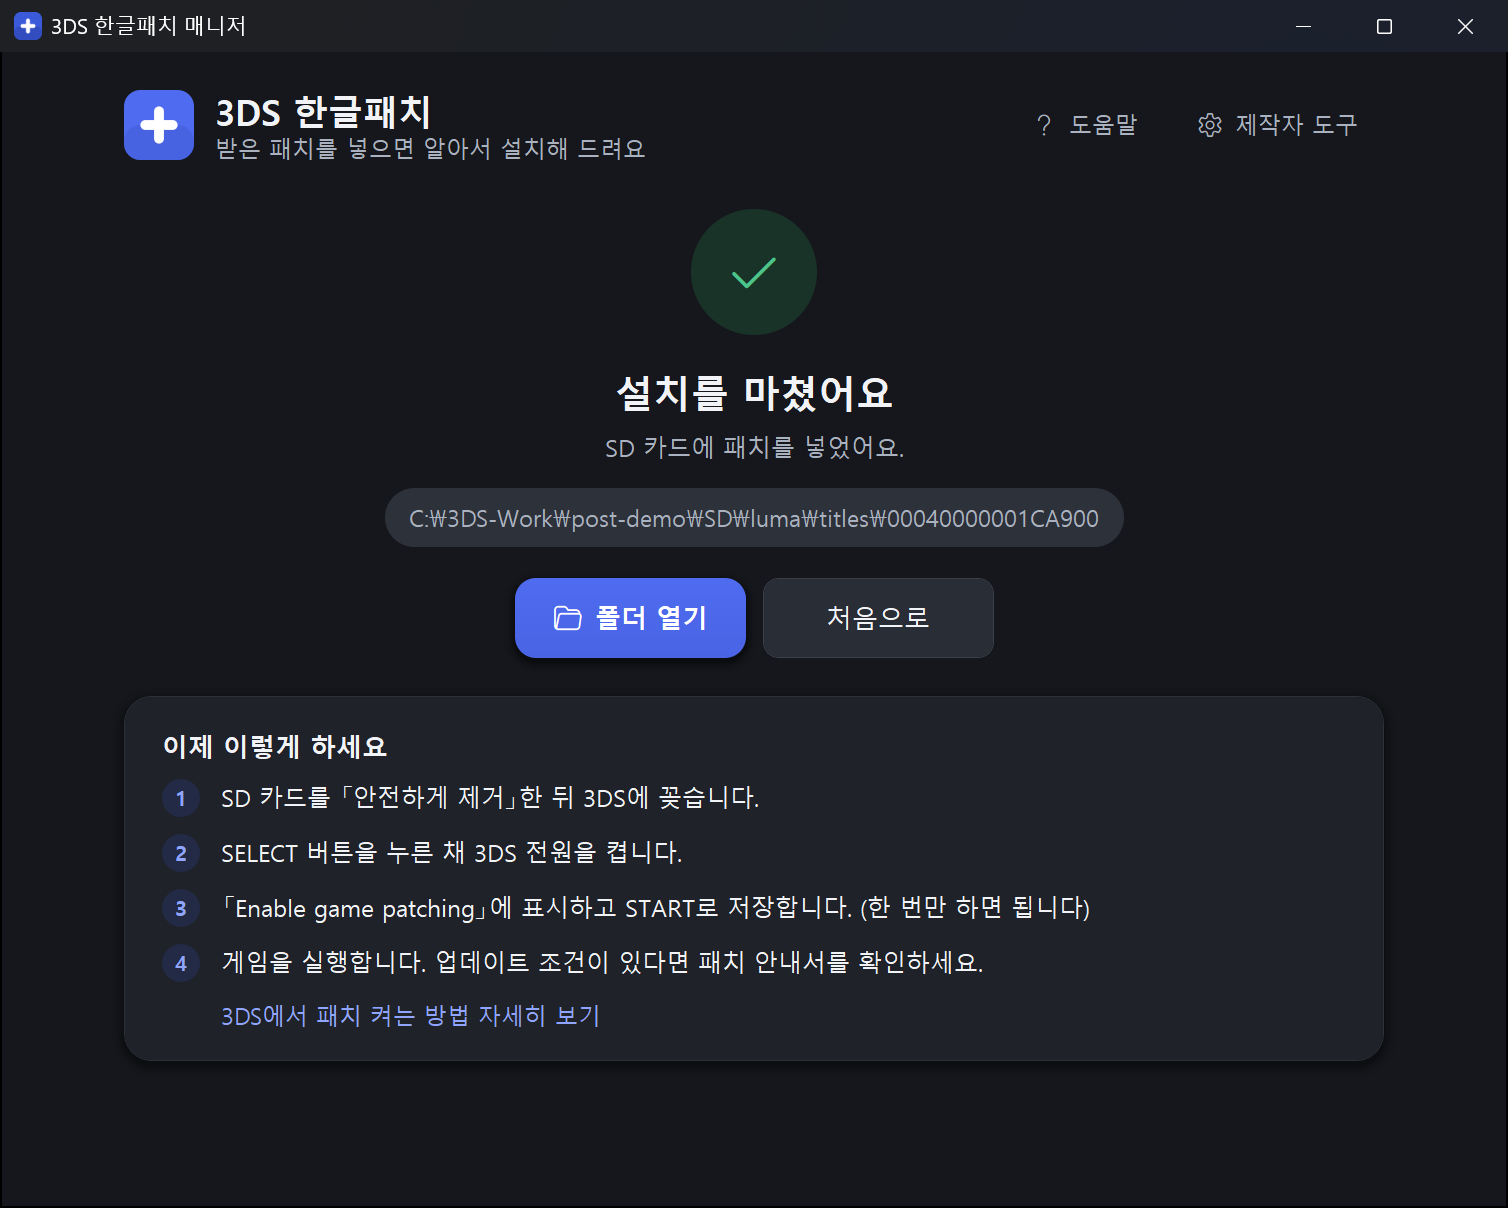 3DS 한글패치 매니저
3DS 한글패치
받은 패치를 넣으면 알아서 설치해 드려요
? 도움말
제작자 도구
설치를 마쳤어요
SD 카드에 패치를 넣었어요.
C:₩3DS-Work₩post-demo₩SD₩luma₩titles₩00040000001CA900
폴더 열기
처음으로
이제 이렇게 하세요
1 SD 카드를 「안전하게 제거」한 뒤 3DS에 꽂습니다.
2 SELECT 버튼을 누른 채 3DS 전원을 켭니다.
3 「Enable game patching」에 표시하고 START로 저장합니다. (한 번만 하면 됩니다)
4 게임을 실행합니다. 업데이트 조건이 있다면 패치 안내서를 확인하세요.
3DS에서 패치 켜는 방법 자세히 보기